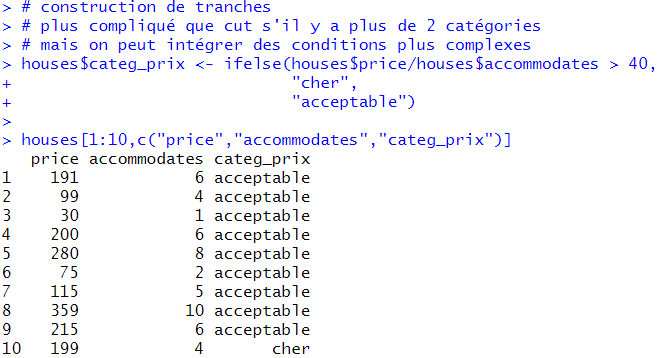 > # construction de tranches
> # plus compliqué que cut s'il y a plus de 2 catégories
> # mais on peut intégrer des conditions plus complexes
> houses$categ_prix <- ifelse(houses$price/houses$accommodates > 40,
+                             "cher",
+                             "acceptable")
>
> houses[1:10,c("price","accommodates","categ_prix")]
   price accommodates categ_prix
1    191            6 acceptable
2     99            4 acceptable
3     30            1 acceptable
4    200            6 acceptable
5    280            8 acceptable
6     75            2 acceptable
7    115            5 acceptable
8    359           10 acceptable
9    215            6 acceptable
10   199            4       cher